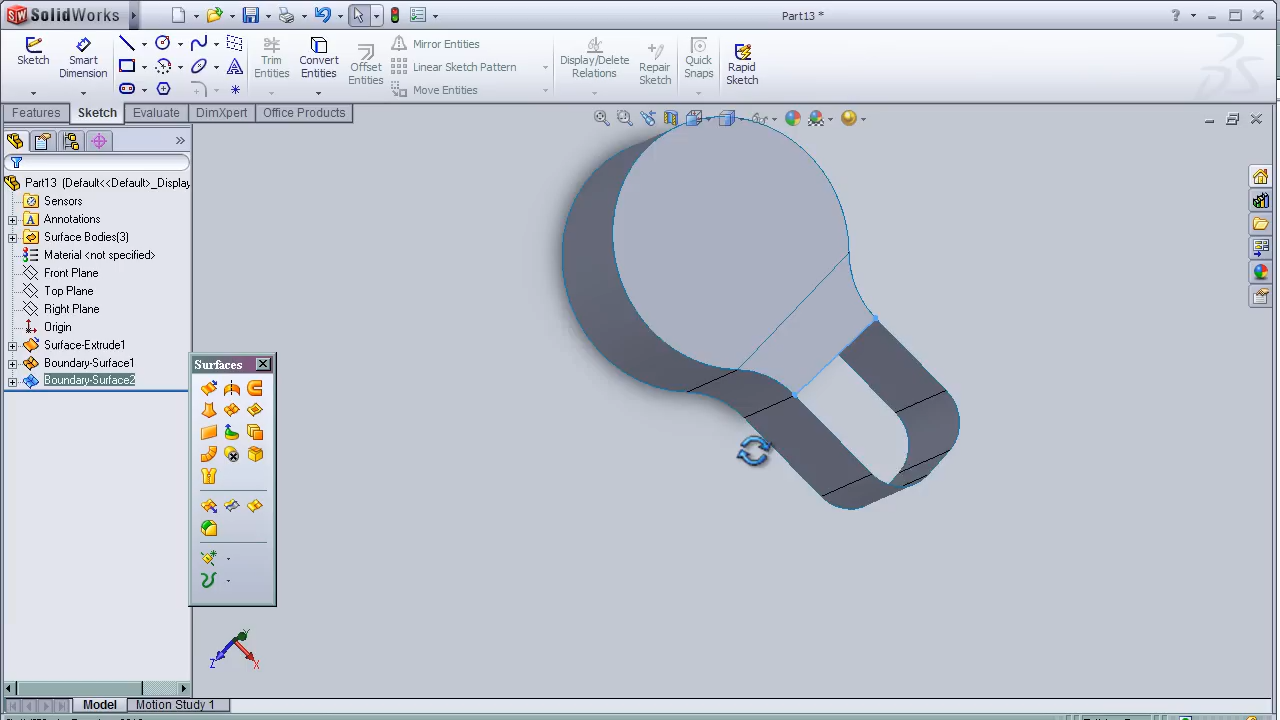 SolidWorks
Part13 *
Sketch
Smart Dimension
Trim Entities
Convert Entities
Offset Entities
Mirror Entities
Linear Sketch Pattern
Move Entities
Display/Delete Relations
Repair Sketch
Quick Snaps
Rapid Sketch
Features
Sketch
Evaluate
DimXpert
Office Products
Part13 (Default<<Default>_Display
Sensors
Annotations
Surface Bodies(3)
Material <not specified>
Front Plane
Top Plane
Right Plane
Origin
Surface-Extrude1
Boundary-Surface1
Boundary-Surface2
Surfaces
Y
Z
X
Model
Motion Study 1